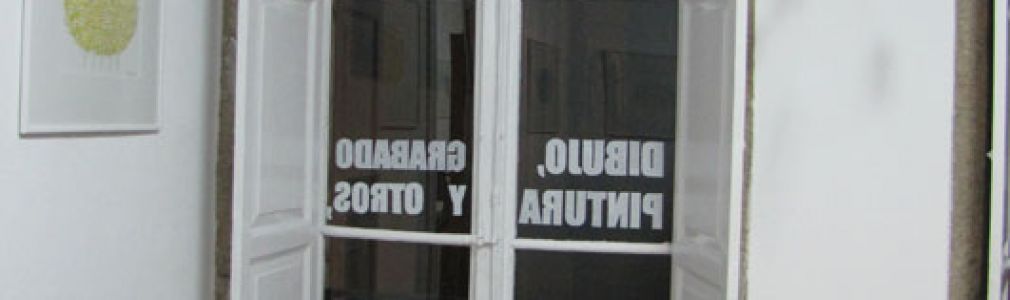 DIBUJO,
PINTURA
GRABADO
Y OTROS,